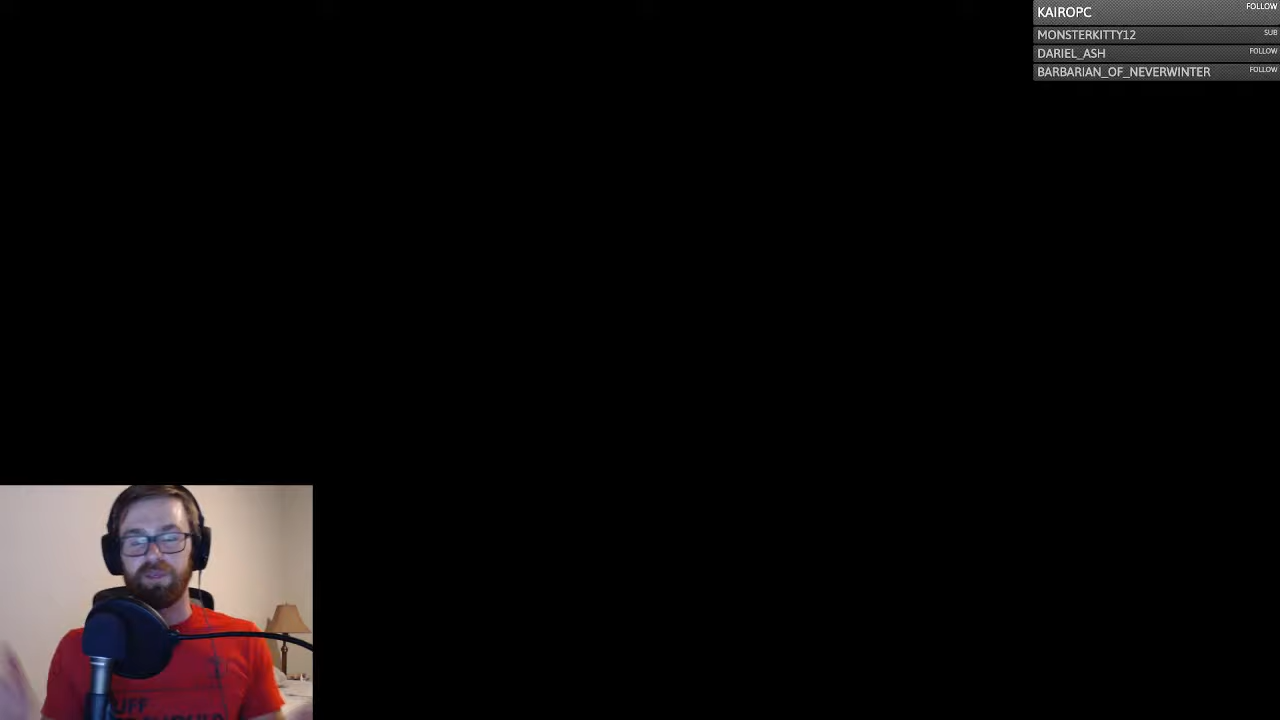 KAIROPC FOLLOW
MONSTERKITTY12 SUB
DARIEL_ASH FOLLOW
BARBARIAN_OF_NEVERWINTER FOLLOW